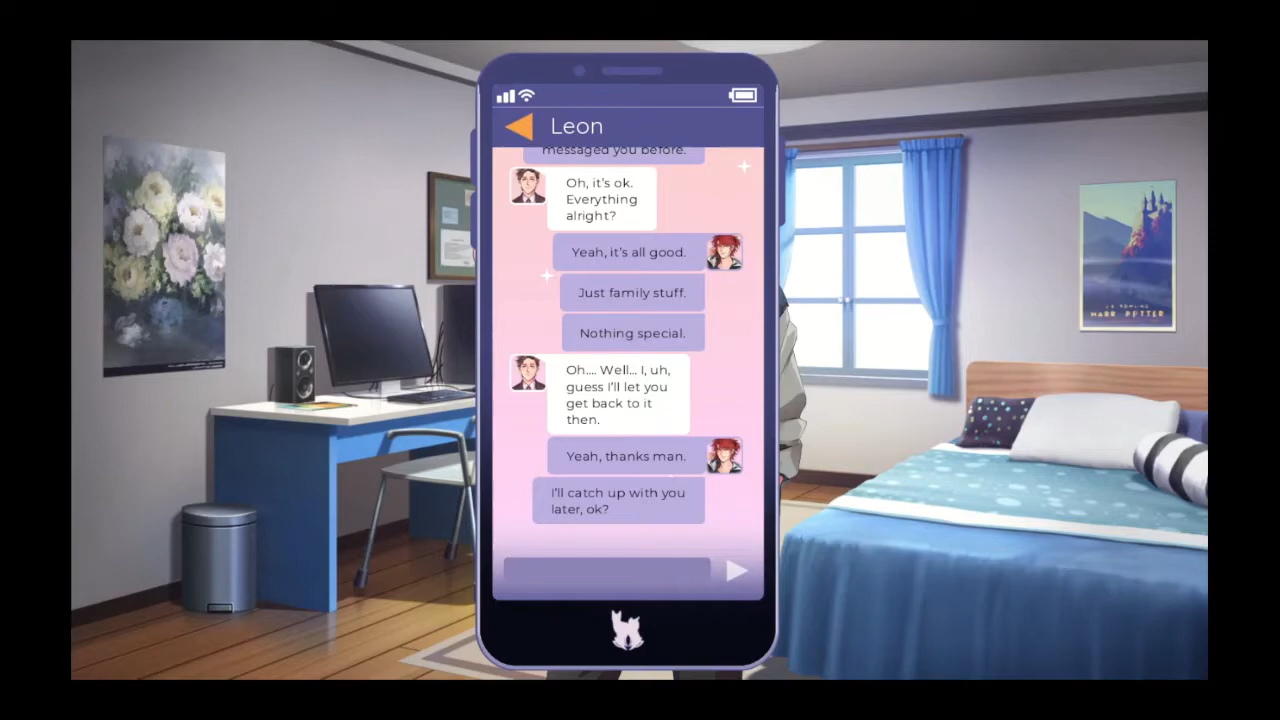 Leon
messaged you before.
Oh, it's ok.
Everything
alright?
Yeah, it's all good.
Just family stuff.
Nothing special.
Oh.... Well... I, uh,
guess I'll let you
get back to it
then.
Yeah, thanks man.
I'll catch up with you
later, ok?